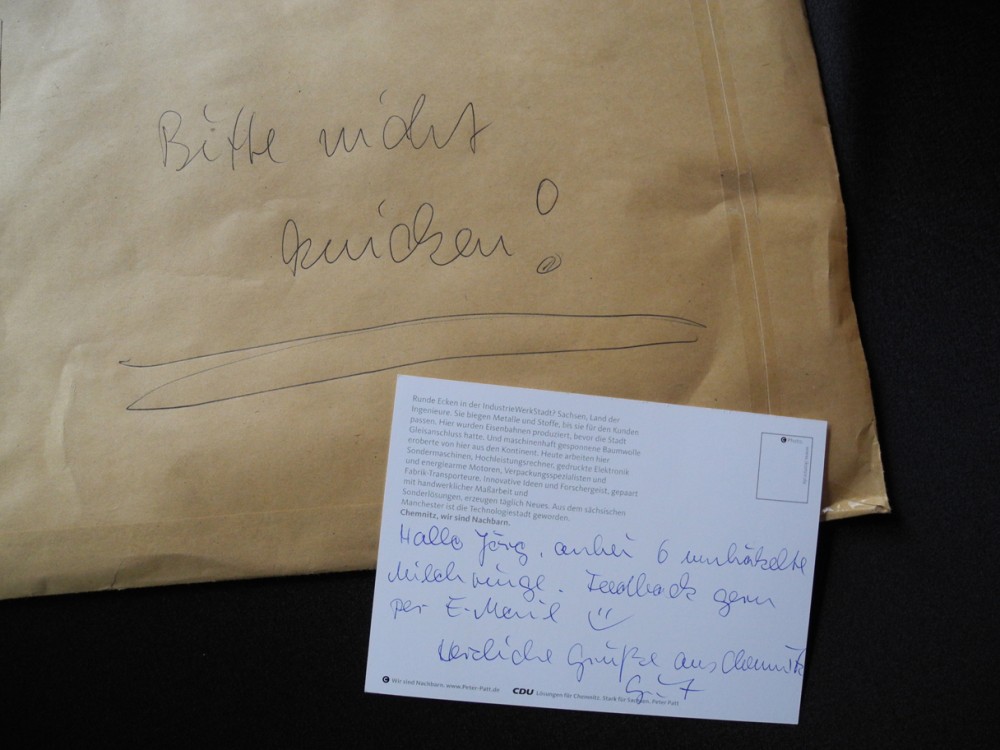 Bitte nicht
knicken!
Runde Ecken in der IndustrieWerkStadt? Sachsen, Land der
Ingenieure. Sie biegen Metalle und Stoffe, bis sie für den Kunden
passen. Hier wurden Eisenbahnen produziert, bevor die Stadt
Gleisanschluss hatte. Und maschinenhaft gesponnene Baumwolle
eroberte von hier aus den Kontinent. Heute arbeiten hier
Sondermaschinen, Hochleistungsrechner, gedruckte Elektronik
und energiearme Motoren, Verpackungsspezialisten und
Fabrik-Transporteure. Innovative Ideen und Forschergeist, gepaart
mit handwerklicher Maßarbeit und
Sonderlösungen, erzeugen täglich Neues. Aus dem sächsischen
Manchester ist die Technologiestadt geworden.
Chemnitz, wir sind Nachbarn.
Hallo Jörg, anbei 6 umhäkelte
Milchringe. Feedback gern
per E-Mail
Herzliche Grüße aus Chemnitz
Wir sind Nachbarn. www.Peter-Patt.de CDU Lösungen für Chemnitz. Stark für Sachsen. Peter Patt